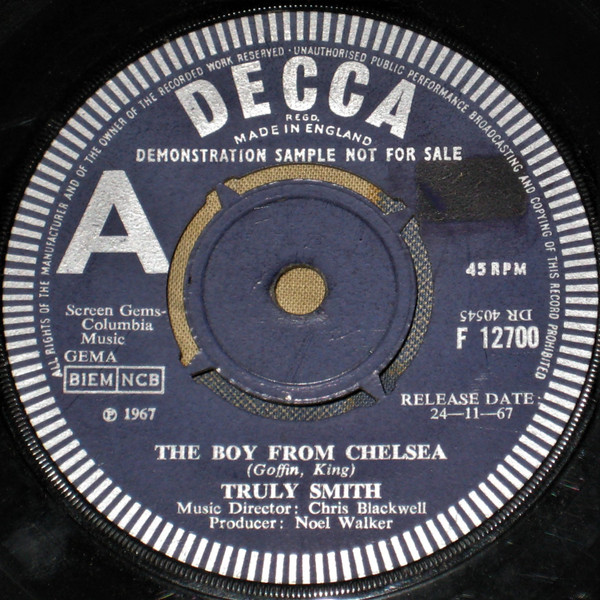 ALL RIGHTS OF THE MANUFACTURER AND OF THE OWNER OF THE RECORDED WORK RESERVED · UNAUTHORISED PUBLIC PERFORMANCE BROADCASTING AND COPYING OF THIS RECORD PROHIBITED
DECCA
REGD.
MADE IN ENGLAND
DEMONSTRATION SAMPLE NOT FOR SALE
A
45 RPM
Screen Gems-
Columbia
Music
DR 40545
F 12700
GEMA
BIEM NCB
RELEASE DATE:
24—11—67
℗ 1967
THE BOY FROM CHELSEA
(Goffin, King)
TRULY SMITH
Music Director: Chris Blackwell
Producer: Noel Walker